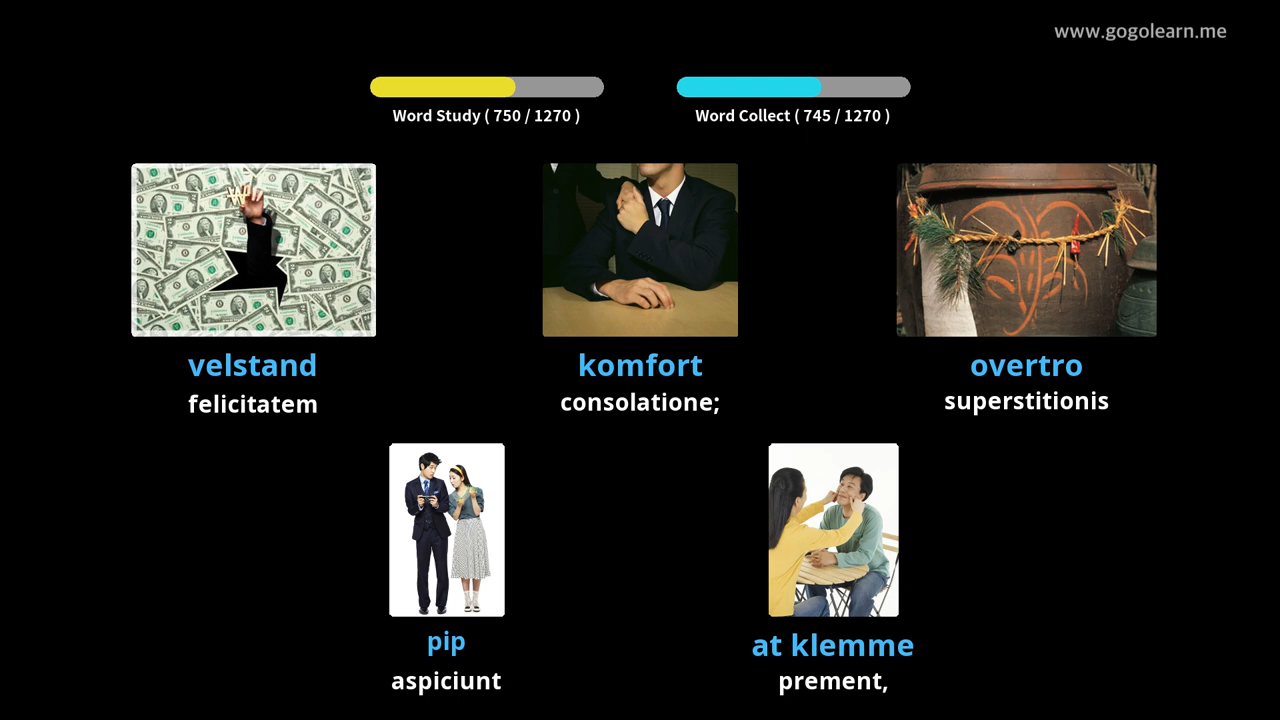 www.gogolearn.me
Word Study ( 750 / 1270 )
Word Collect ( 745 / 1270 )
velstand
felicitatem
komfort
consolatione;
overtro
superstitionis
pip
aspiciunt
at klemme
prement,